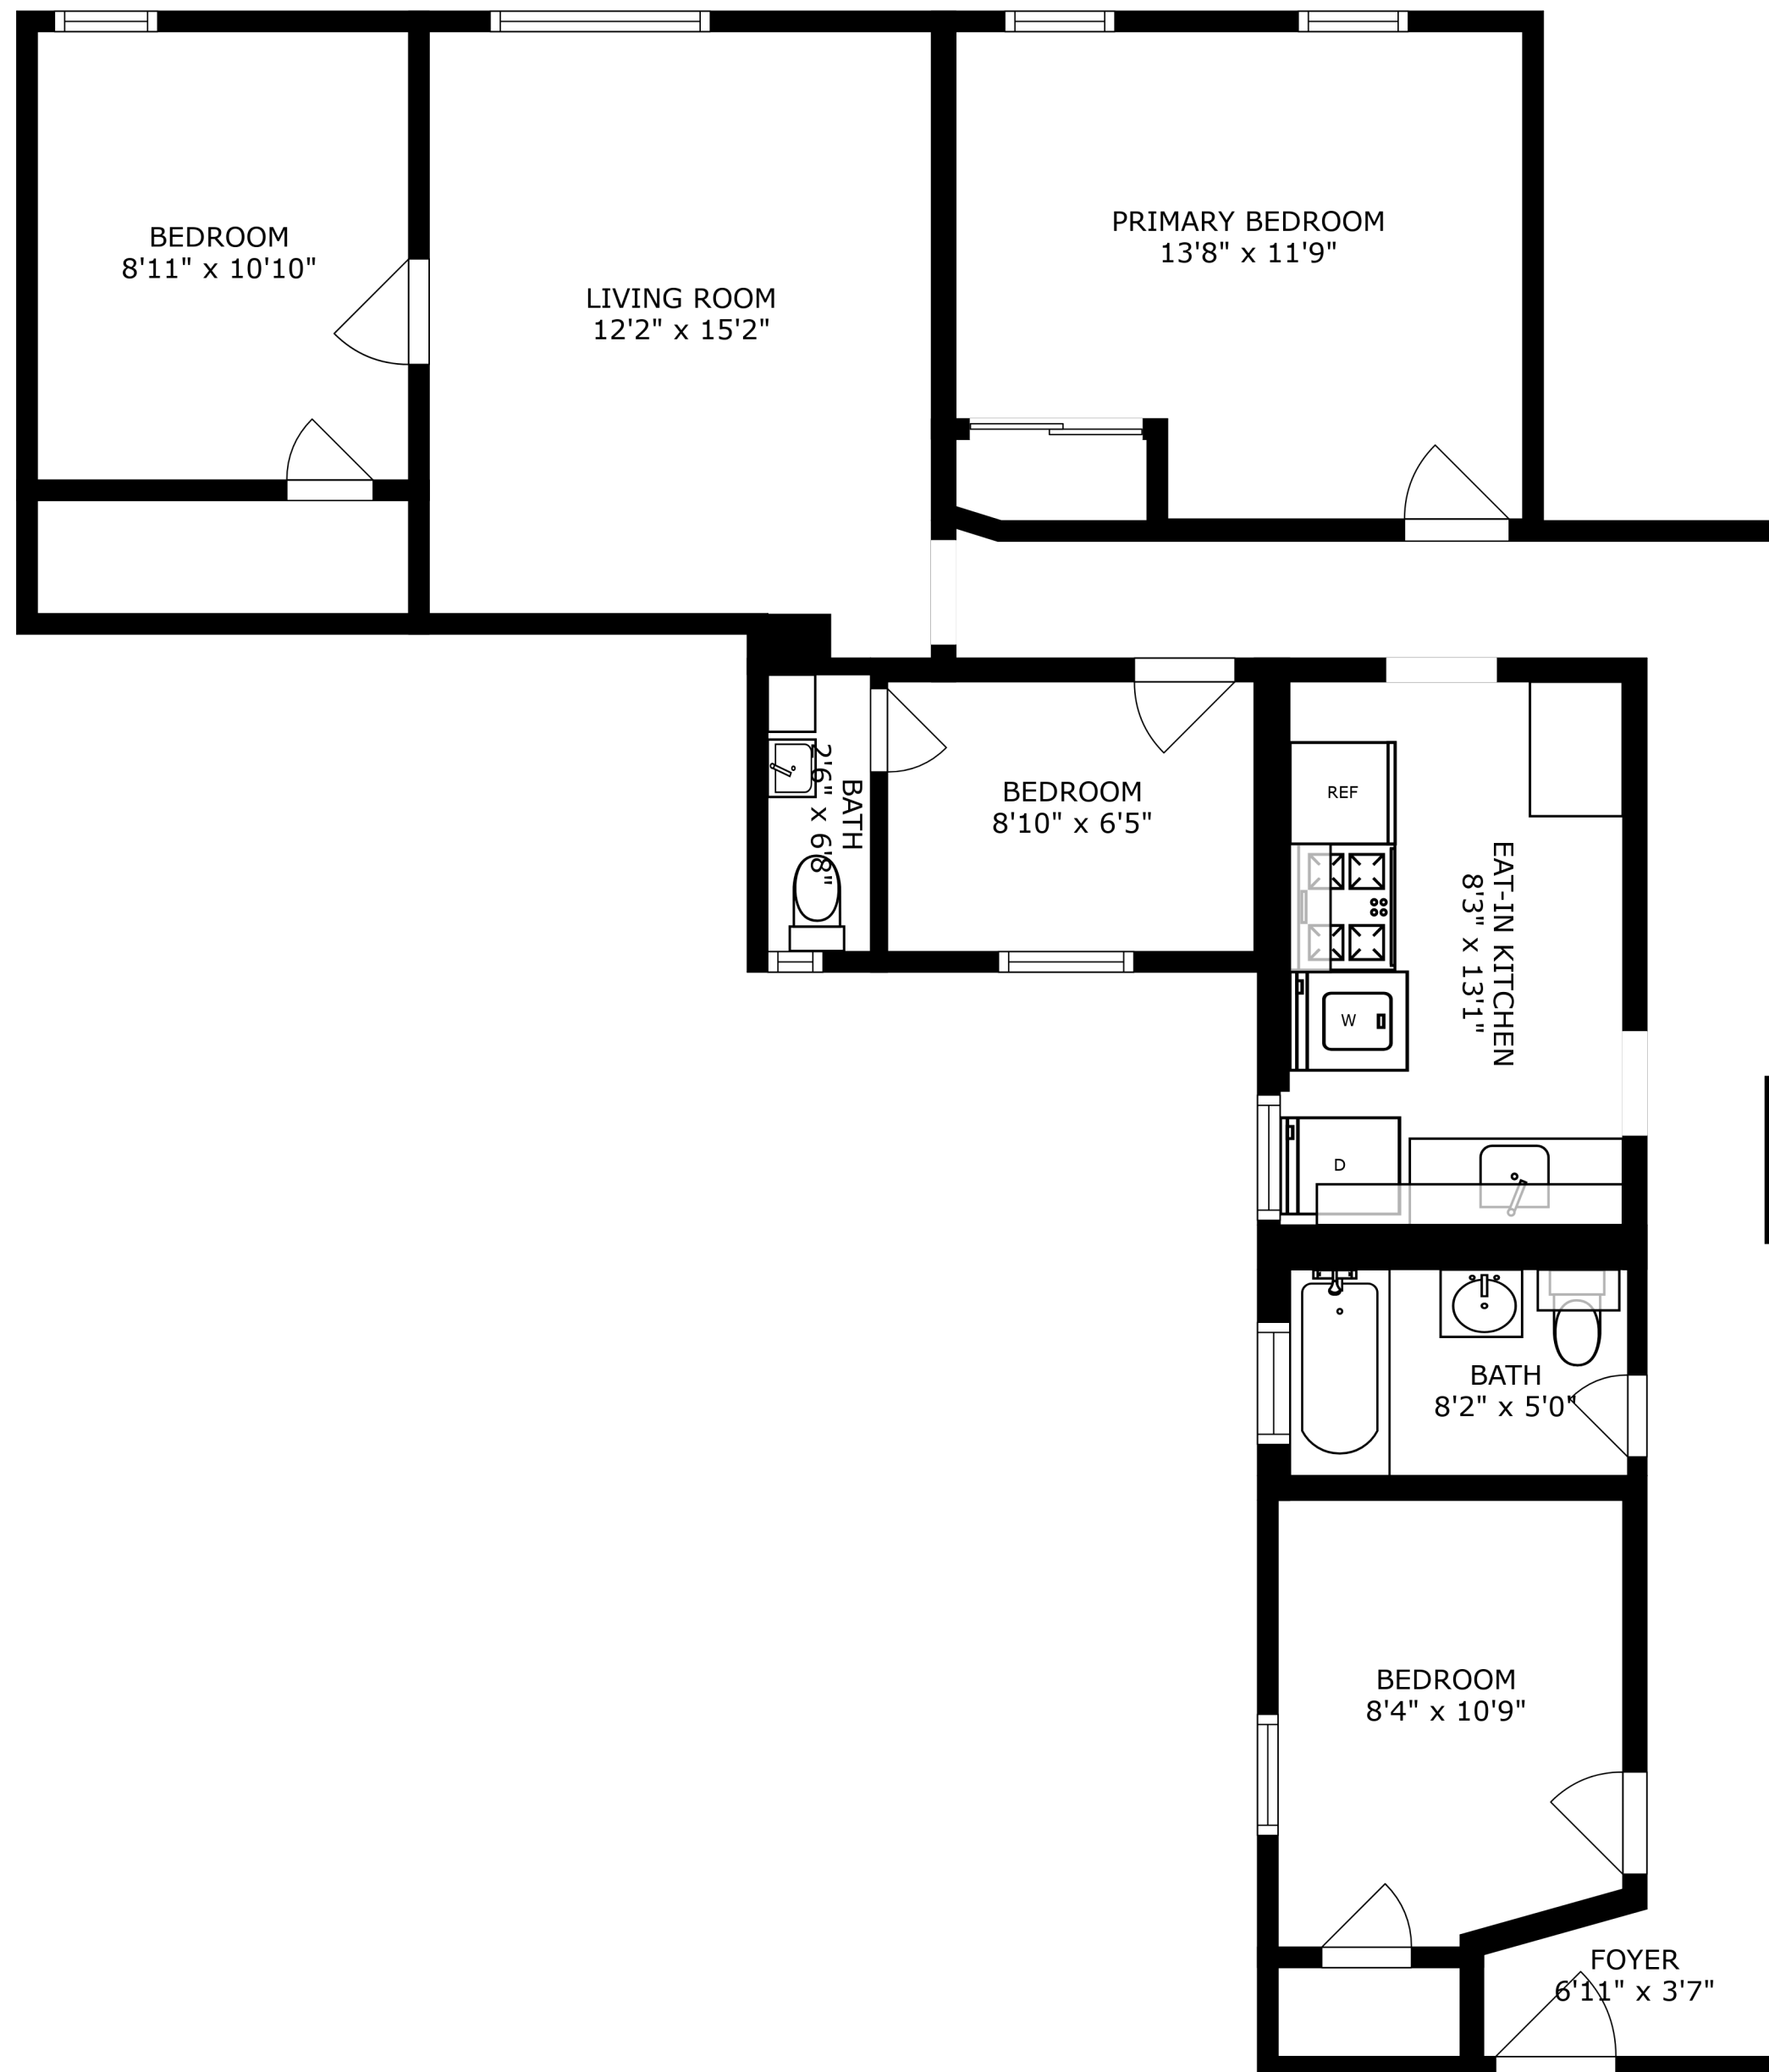 BEDROOM
8'11" x 10'10"
LIVING ROOM
12'2" x 15'2"
PRIMARY BEDROOM
13'8" x 11'9"
BATH
2'6" x 6'8"
BEDROOM
8'10" x 6'5"
REF
EAT-IN KITCHEN
8'3" x 13'1"
W
D
BATH
8'2" x 5'0"
BEDROOM
8'4" x 10'9"
FOYER
6'11" x 3'7"